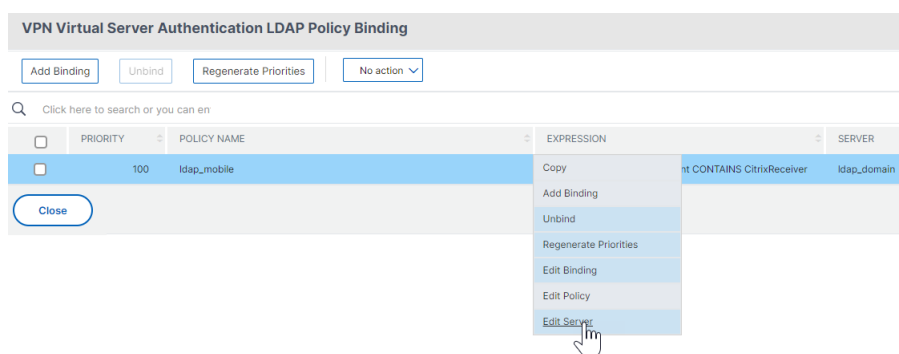 VPN Virtual Server Authentication LDAP Policy Binding
Add Binding Unbind Regenerate Priorities No action
Click here to search or you can en
PRIORITY POLICY NAME EXPRESSION SERVER
100 ldap_mobile nt CONTAINS CitrixReceiver ldap_domain
Copy
Add Binding
Close
Unbind
Regenerate Priorities
Edit Binding
Edit Policy
Edit Server